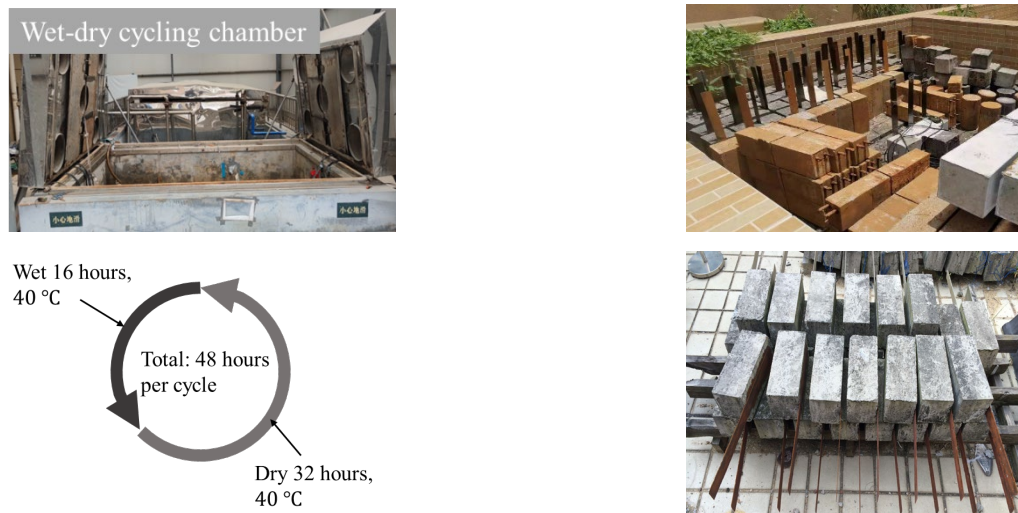 Wet-dry cycling chamber
小心地滑
小心地滑
Wet 16 hours,
40 ℃
Total: 48 hours
per cycle
Dry 32 hours,
40 ℃